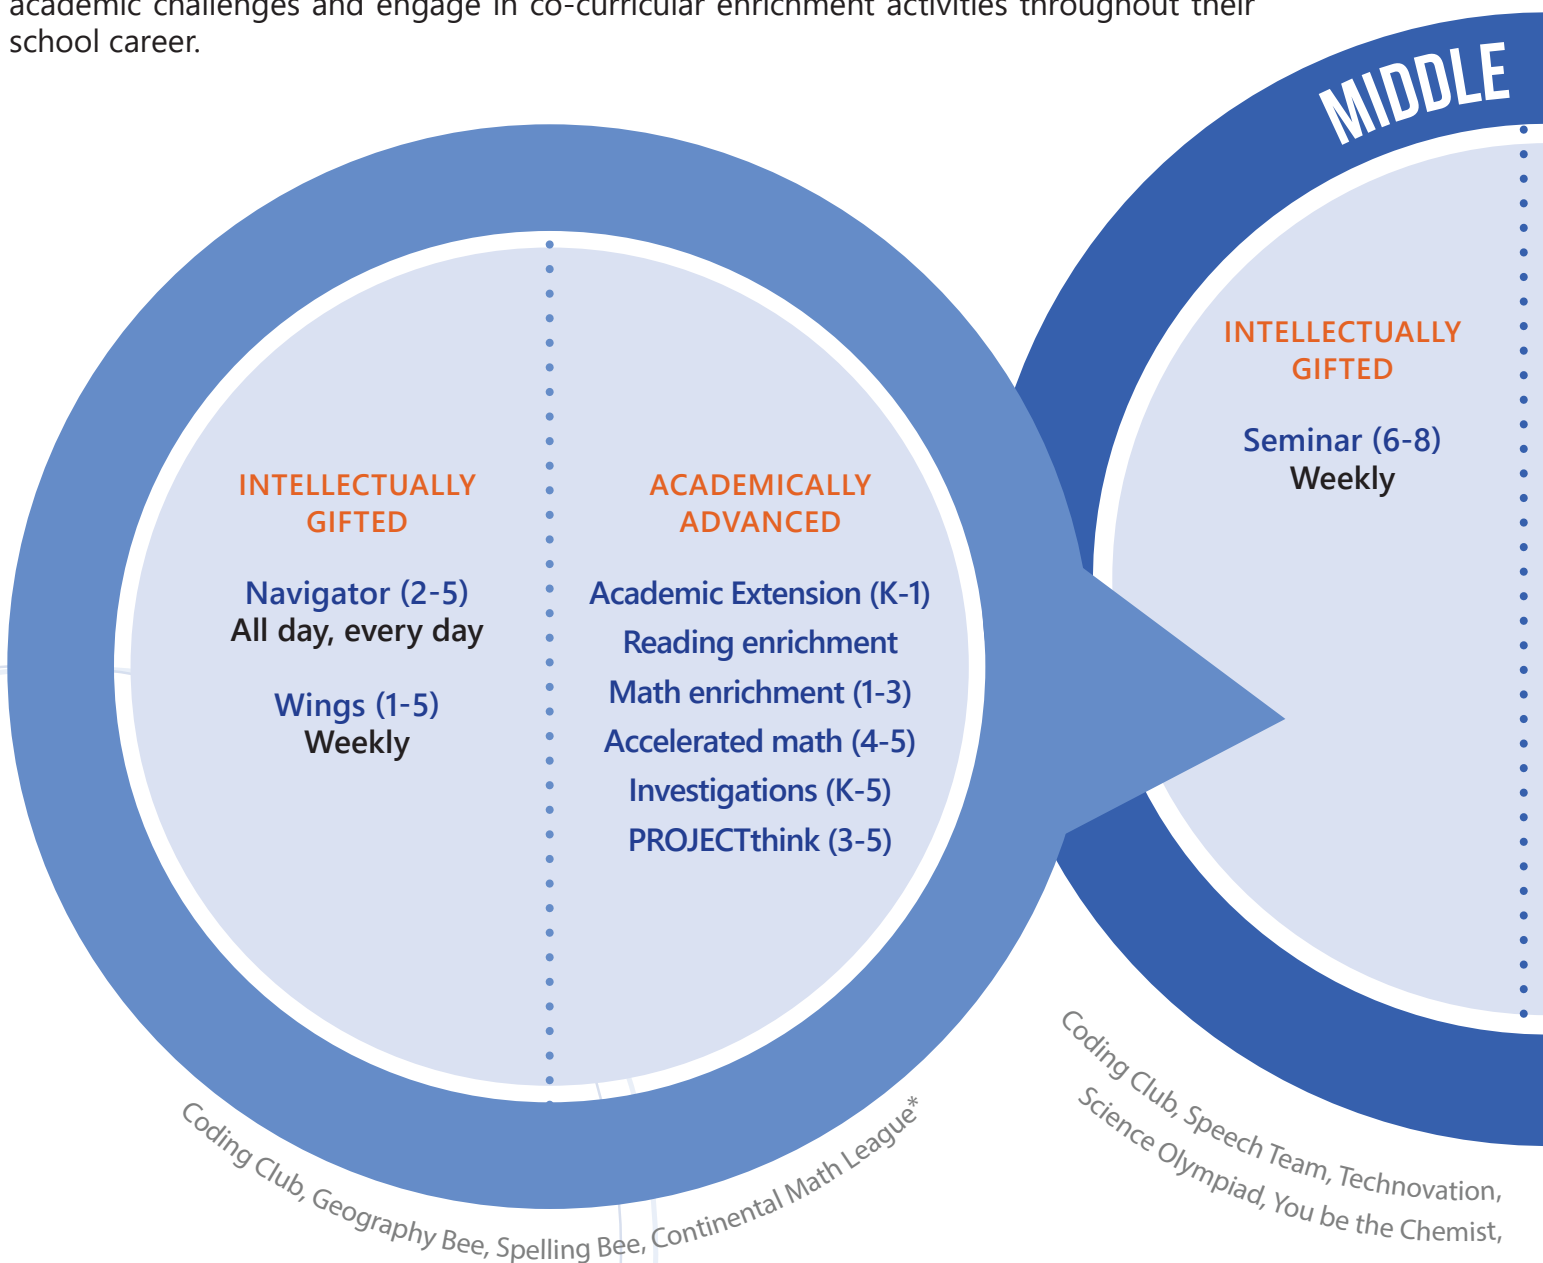 academic challenges and engage in co-curricular enrichment activities throughout their
school career.
INTELLECTUALLY
GIFTED
Navigator (2-5)
All day, every day
Wings (1-5)
Weekly
ACADEMICALLY
ADVANCED
Academic Extension (K-1)
Reading enrichment
Math enrichment (1-3)
Accelerated math (4-5)
Investigations (K-5)
PROJECTthink (3-5)
Coding Club, Geography Bee, Spelling Bee, Continental Math League*
MIDDLE
INTELLECTUALLY
GIFTED
Seminar (6-8)
Weekly
Coding Club, Speech Team, Technovation,
Science Olympiad, You be the Chemist,